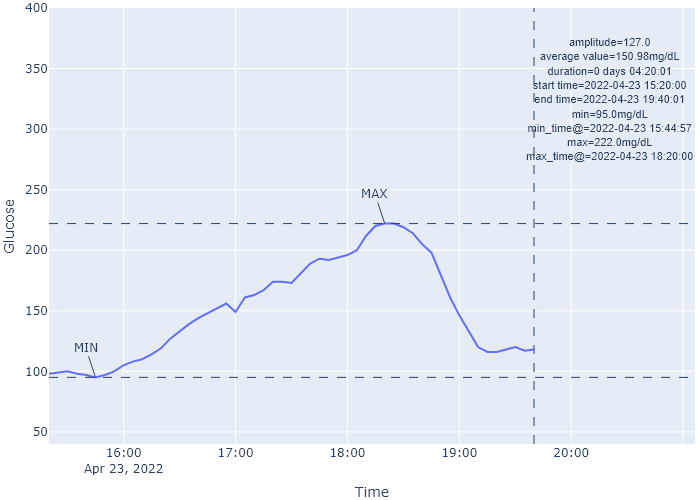 400
350
300
250
200
150
100
50
Glucose
amplitude=127.0
average value=150.98mg/dL
duration=0 days 04:20:01
start time=2022-04-23 15:20:00
end time=2022-04-23 19:40:01
min=95.0mg/dL
min_time@=2022-04-23 15:44:57
max=222.0mg/dL
max_time@=2022-04-23 18:20:00
MAX
MIN
16:00 17:00 18:00 19:00 20:00
Apr 23, 2022
Time